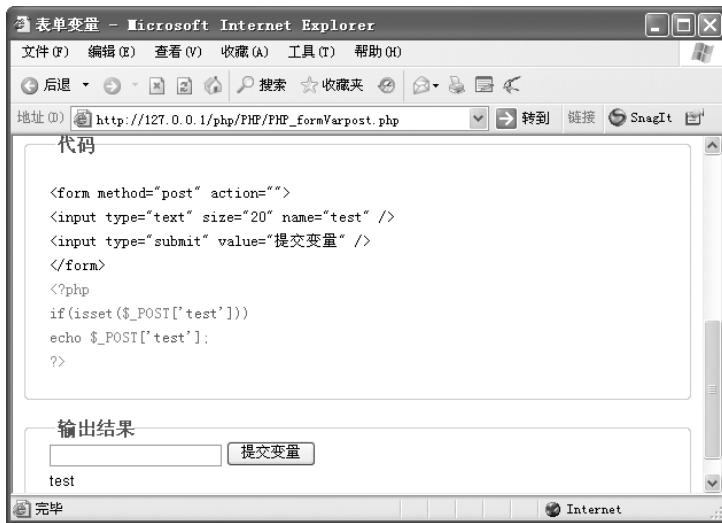 表单变量 - Microsoft Internet Explorer
文件(F) 编辑(E) 查看(V) 收藏(A) 工具(T) 帮助(H)
后退 搜索 收藏夹
地址(D) http://127.0.0.1/php/PHP/PHP_formVarpost.php 转到 链接 SnagIt
代码
<form method="post" action="">
<input type="text" size="20" name="test" />
<input type="submit" value="提交变量" />
</form>
<?php
if(isset($_POST['test']))
echo $_POST['test'];
?>
输出结果
提交变量
test
完毕 Internet